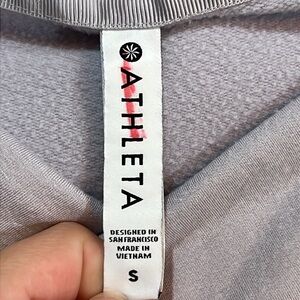 ATHLETA
DESIGNED IN
SAN FRANCISCO
MADE IN
VIETNAM
S